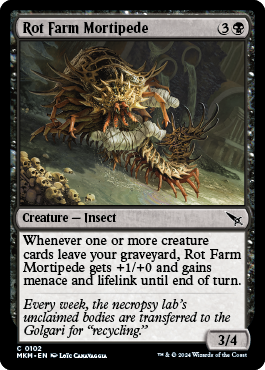 Rot Farm Mortipede 3
Creature — Insect
Whenever one or more creature
cards leave your graveyard, Rot Farm
Mortipede gets +1/+0 and gains
menace and lifelink until end of turn.
Every week, the necropsy lab's
unclaimed bodies are transferred to the
Golgari for “recycling.”
3/4
C 0102
MKM • EN Loïc Canavaggia ™ & © 2024 Wizards of the Coast